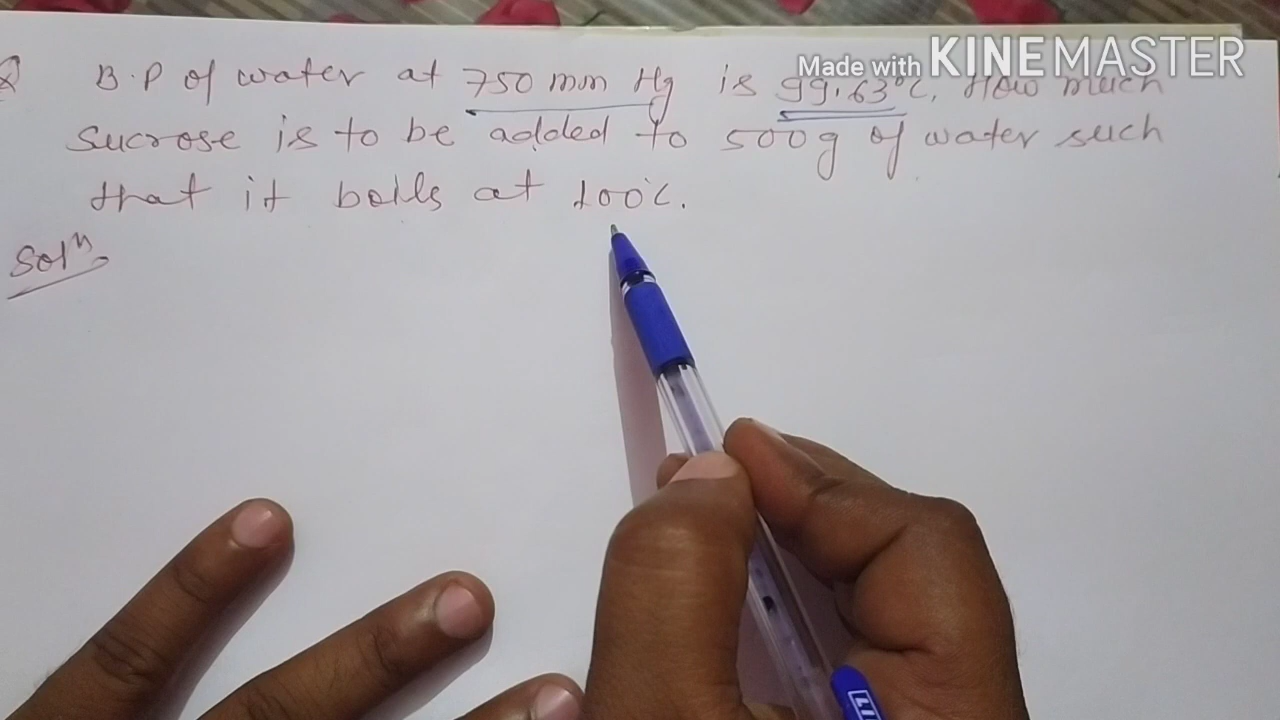 Q B.P of water at 750 mm Hg is 99.63°C. How much
sucrose is to be added to 500g of water such
that it boils at 100°C.
Solⁿ
Made with KINEMASTER
LI